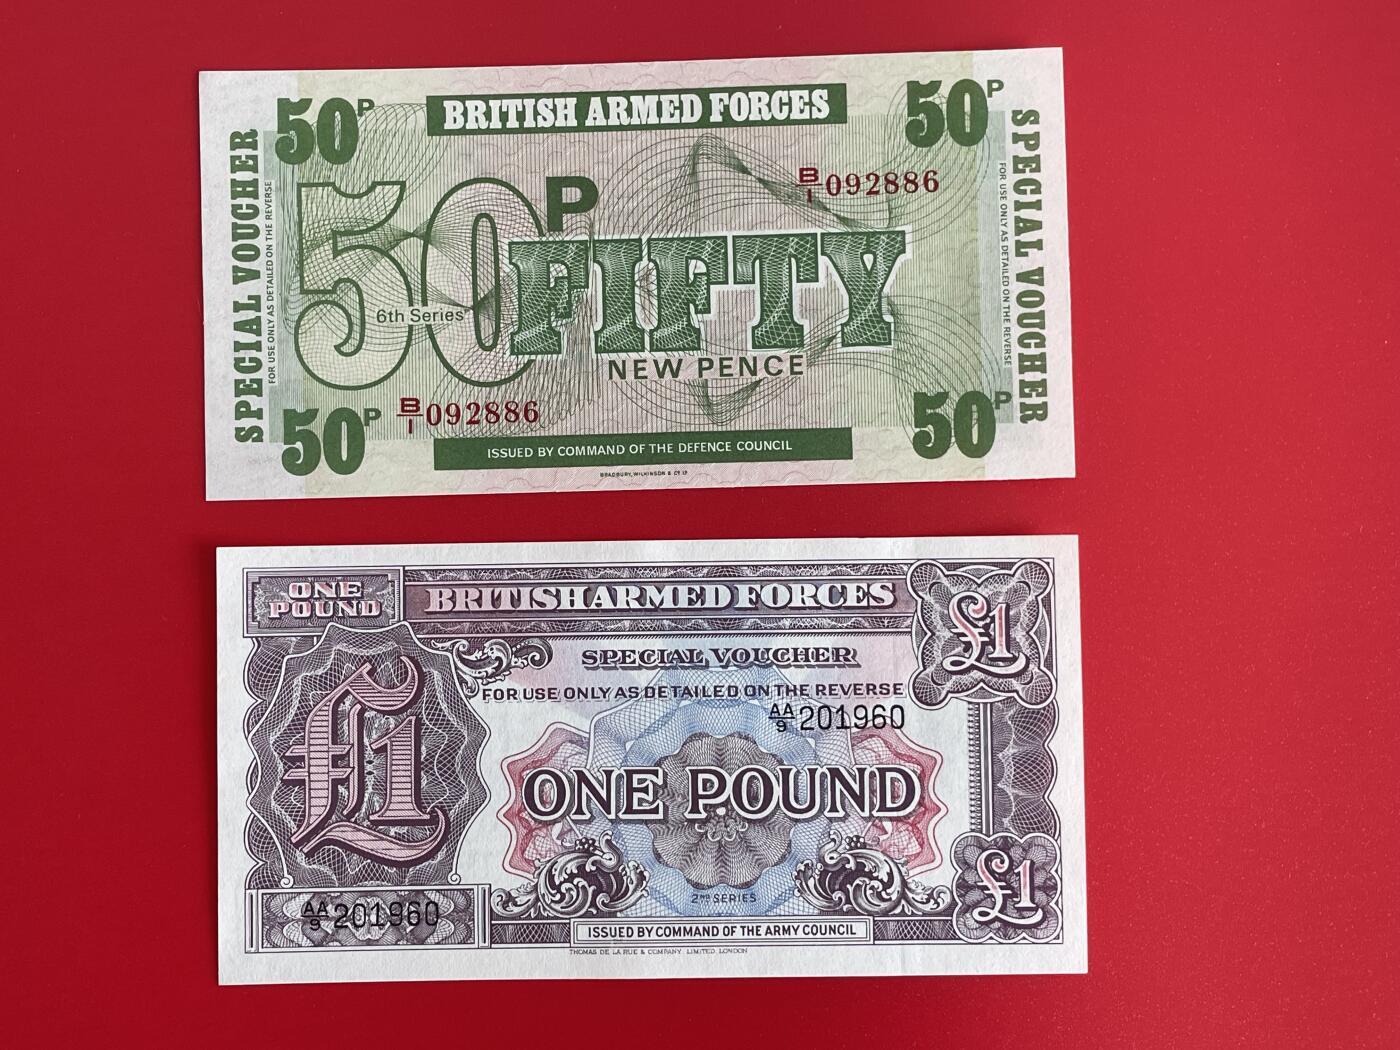 50P
BRITISH ARMED FORCES
50P
SPECIAL VOUCHER
FOR USE ONLY AS DETAILED ON THE REVERSE
B/1 092886
50P
FIFTY
6th Series
NEW PENCE
B/1 092886
50P
50P
ISSUED BY COMMAND OF THE DEFENCE COUNCIL
BRADBURY, WILKINSON & Co. Ld.
SPECIAL VOUCHER
FOR USE ONLY AS DETAILED ON THE REVERSE
ONE
POUND
BRITISH ARMED FORCES
£1
SPECIAL VOUCHER
FOR USE ONLY AS DETAILED ON THE REVERSE
AA/9 201960
£1
ONE POUND
£1
2ND SERIES
AA/9 201960
ISSUED BY COMMAND OF THE ARMY COUNCIL
THOMAS DE LA RUE & COMPANY, LIMITED, LONDON